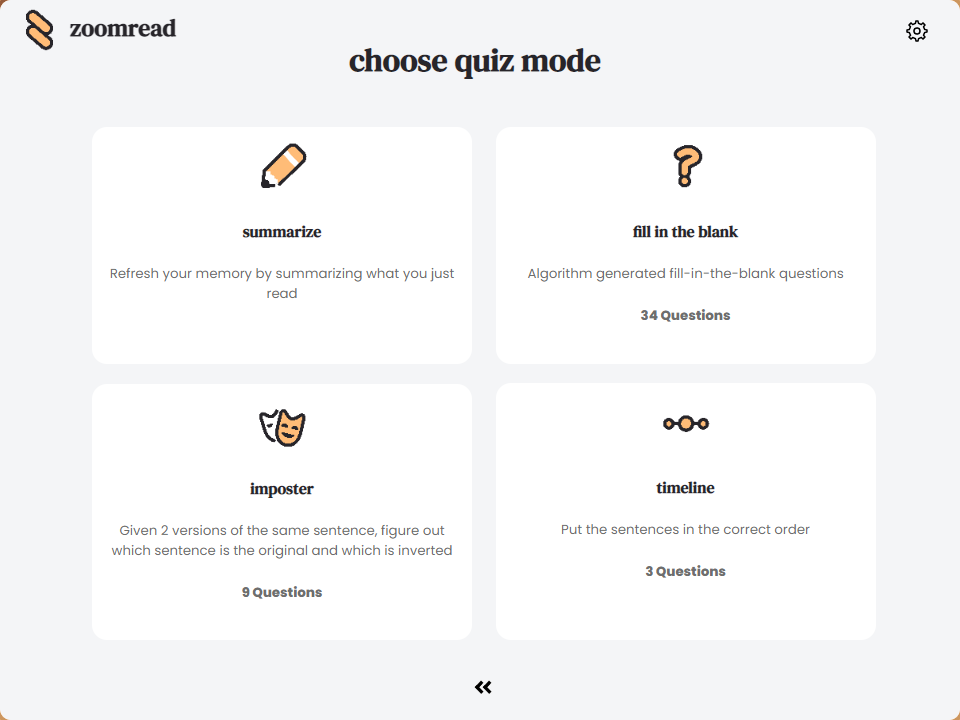 zoomread
choose quiz mode
summarize
Refresh your memory by summarizing what you just
read
fill in the blank
Algorithm generated fill-in-the-blank questions
34 Questions
imposter
Given 2 versions of the same sentence, figure out
which sentence is the original and which is inverted
9 Questions
timeline
Put the sentences in the correct order
3 Questions